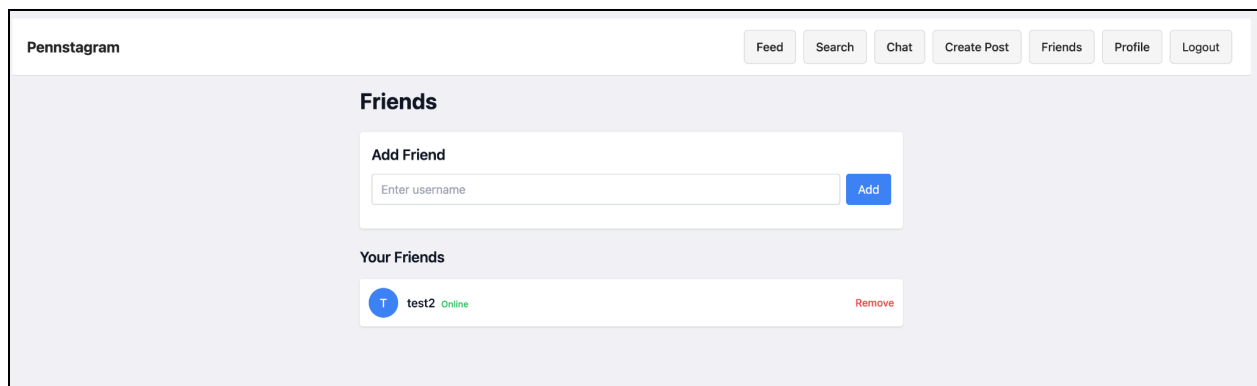 Pennstagram Feed Search Chat Create Post Friends Profile Logout
Friends
Add Friend
Enter username Add
Your Friends
T test2 Online Remove